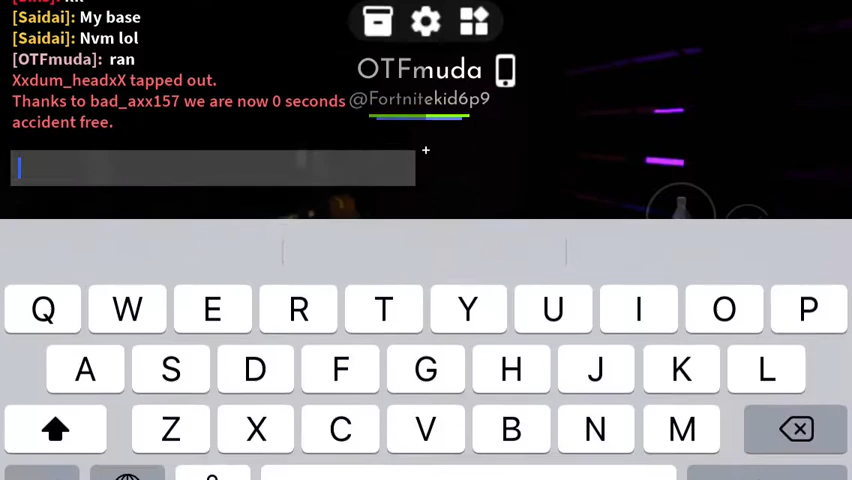 [Saidai]: My base
[Saidai]: Nvm lol
[OTFmuda]: ran
Xxdum_headxX tapped out.
Thanks to bad_axx157 we are now 0 seconds
accident free.
OTFmuda
@Fortnitekid6p9
+
Q W E R T Y U I O P
A S D F G H J K L
Z X C V B N M